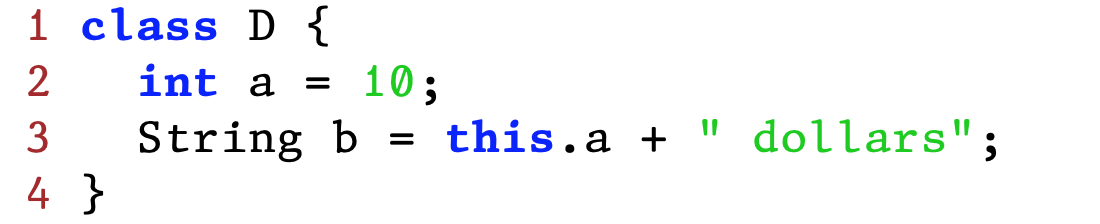 1 class D {
2   int a = 10;
3   String b = this.a + " dollars";
4 }